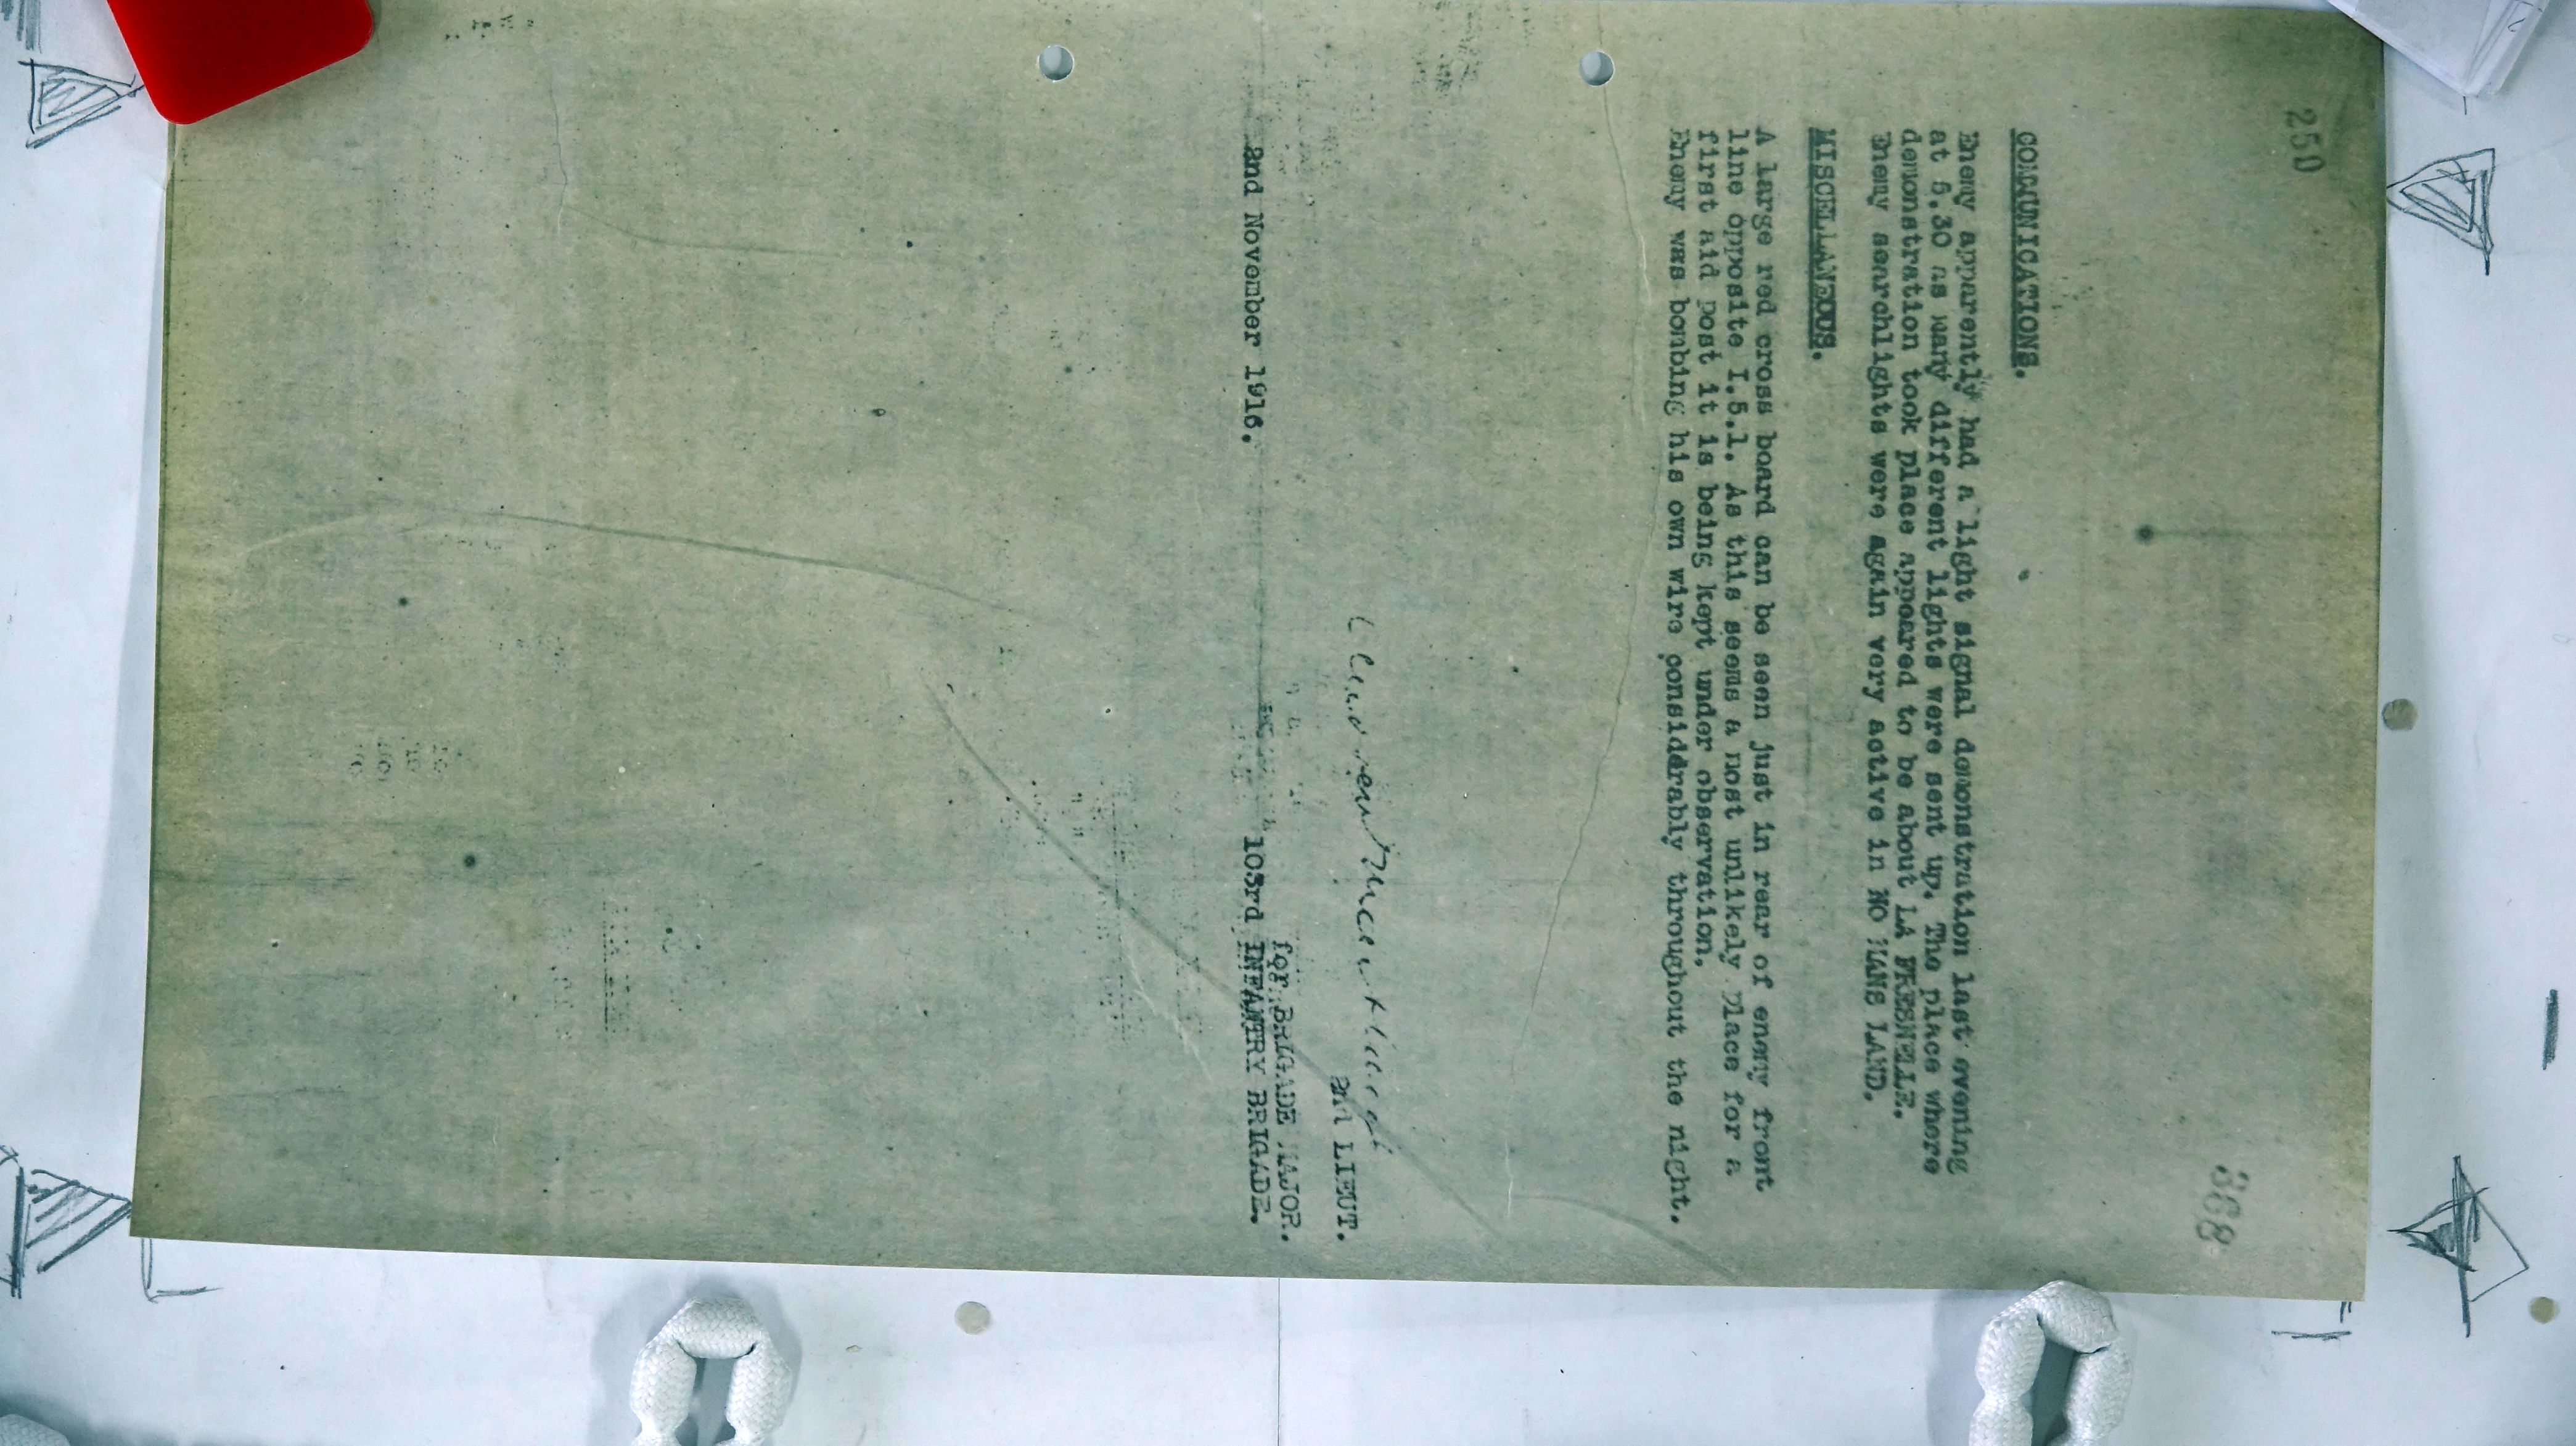 250
368
COMMUNICATIONS.
Enemy apparently had a light signal demonstration last evening
at 5.30 as many different lights were sent up. The place where
demonstration took place appeared to be about LA FRESNELLE.
Enemy searchlights were again very active in NO MANS LAND.
MISCELLANEOUS.
A large red cross board can be seen just in rear of enemy front
line opposite I.5.1. As this seems a most unlikely place for a
first aid post it is being kept under observation.
Enemy was bombing his own wire considerably throughout the night.
2nd LIEUT.
for BRIGADE MAJOR.
2nd November 1916. 103rd INFANTRY BRIGADE.